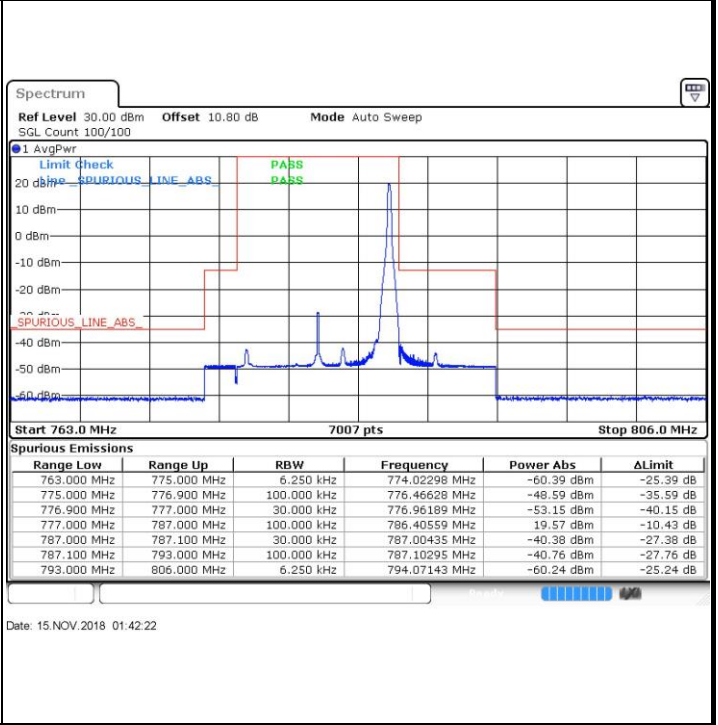 Spectrum
Ref Level 30.00 dBm Offset 10.80 dB Mode Auto Sweep
SGL Count 100/100
1 AvgPwr
Limit Check PASS
Line _SPURIOUS_LINE_ABS_ PASS
20 dBm
10 dBm
0 dBm
-10 dBm
-20 dBm
-30 dBm
_SPURIOUS_LINE_ABS_
-40 dBm
-50 dBm
-60 dBm
Start 763.0 MHz 7007 pts Stop 806.0 MHz
Spurious Emissions
Range Low Range Up RBW Frequency Power Abs ΔLimit
763.000 MHz 775.000 MHz 6.250 kHz 774.02298 MHz -60.39 dBm -25.39 dB
775.000 MHz 776.900 MHz 100.000 kHz 776.46628 MHz -48.59 dBm -35.59 dB
776.900 MHz 777.000 MHz 30.000 kHz 776.96189 MHz -53.15 dBm -40.15 dB
777.000 MHz 787.000 MHz 100.000 kHz 786.40559 MHz 19.57 dBm -10.43 dB
787.000 MHz 787.100 MHz 30.000 kHz 787.00435 MHz -40.38 dBm -27.38 dB
787.100 MHz 793.000 MHz 100.000 kHz 787.10295 MHz -40.76 dBm -27.76 dB
793.000 MHz 806.000 MHz 6.250 kHz 794.07143 MHz -60.24 dBm -25.24 dB
Ready
Date: 15.NOV.2018 01:42:22